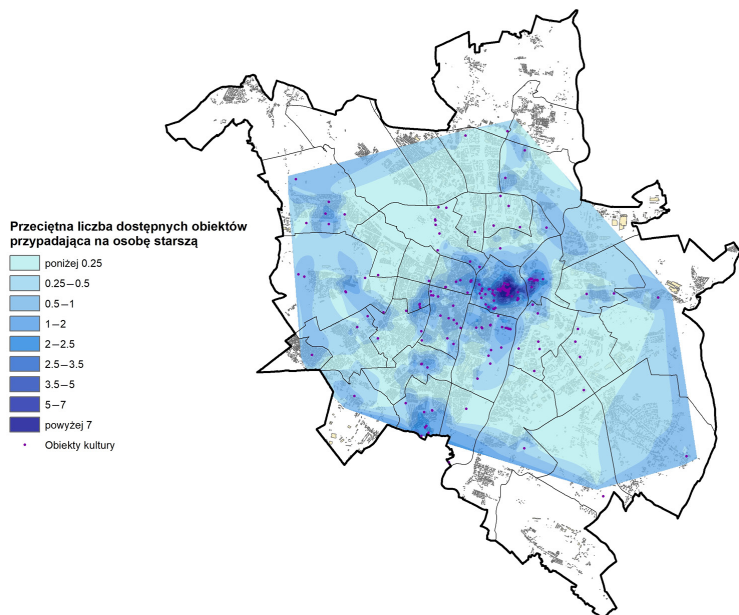 Przeciętna liczba dostępnych obiektów
przypadająca na osobę starszą
poniżej 0.25
0.25—0.5
0.5—1
1—2
2—2.5
2.5—3.5
3.5—5
5—7
powyżej 7
Obiekty kultury